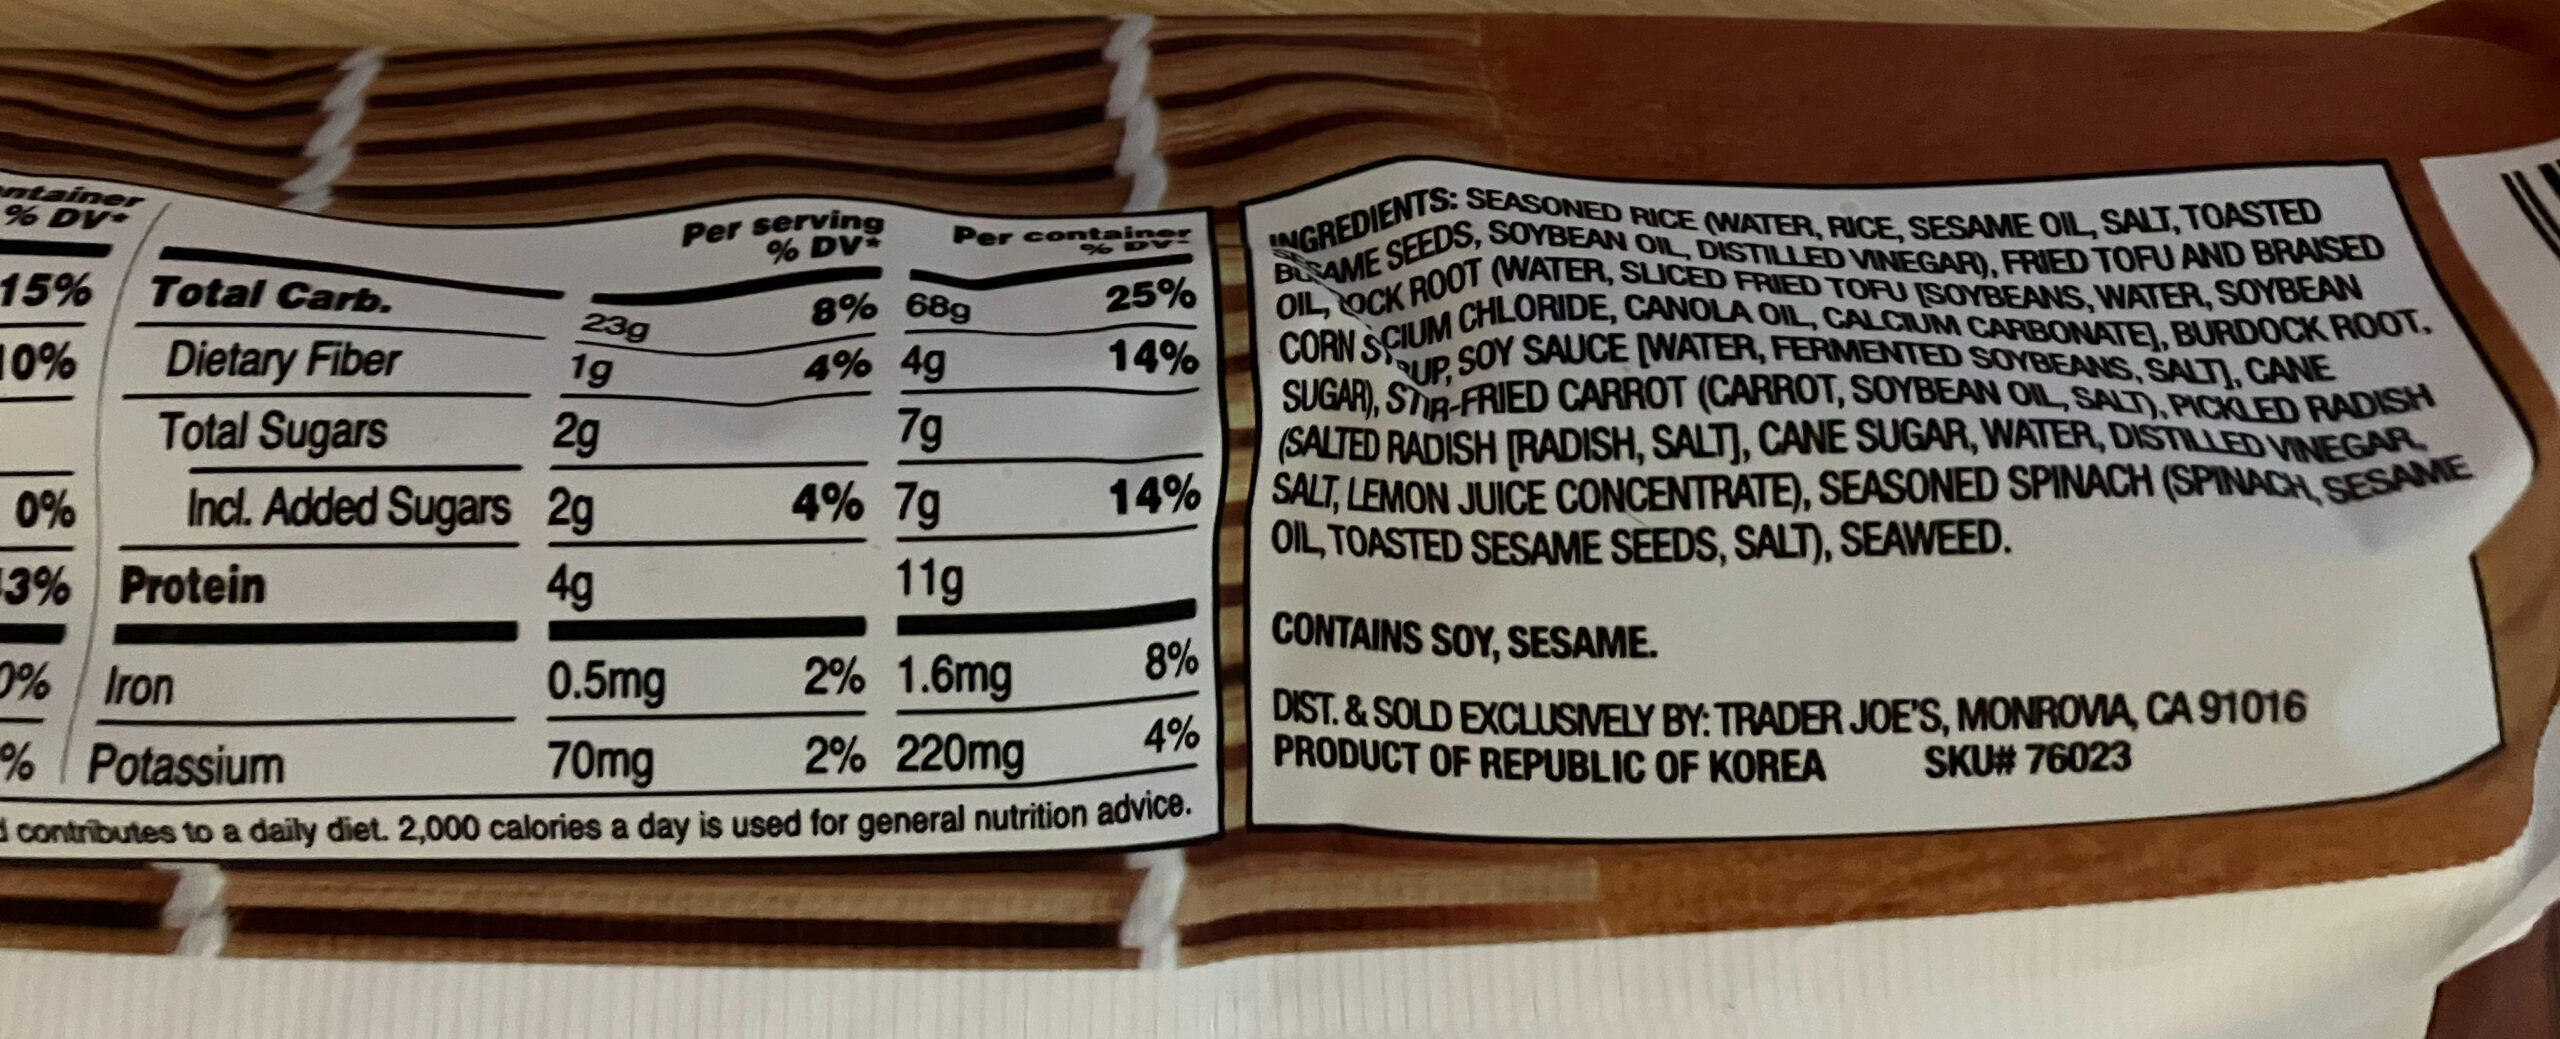 % DV*
15%
0%
3%
Per serving Per container
% DV* % DV*
Total Carb. 23g 8% 68g 25%
Dietary Fiber 1g 4% 4g 14%
Total Sugars 2g 7g
Incl. Added Sugars 2g 4% 7g 14%
Protein 4g 11g
Iron 0.5mg 2% 1.6mg 8%
Potassium 70mg 2% 220mg 4%
contributes to a daily diet. 2,000 calories a day is used for general nutrition advice.
INGREDIENTS: SEASONED RICE (WATER, RICE, SESAME OIL, SALT, TOASTED
SESAME SEEDS, SOYBEAN OIL, DISTILLED VINEGAR), FRIED TOFU AND BRAISED
BURDOCK ROOT (WATER, SLICED FRIED TOFU [SOYBEANS, WATER, SOYBEAN
OIL, CALCIUM CHLORIDE, CANOLA OIL, CALCIUM CARBONATE], BURDOCK ROOT,
CORN SYRUP, SOY SAUCE [WATER, FERMENTED SOYBEANS, SALT], CANE
SUGAR), STIR-FRIED CARROT (CARROT, SOYBEAN OIL, SALT), PICKLED RADISH
(SALTED RADISH [RADISH, SALT], CANE SUGAR, WATER, DISTILLED VINEGAR,
SALT, LEMON JUICE CONCENTRATE), SEASONED SPINACH (SPINACH, SESAME
OIL, TOASTED SESAME SEEDS, SALT), SEAWEED.
CONTAINS SOY, SESAME.
DIST. & SOLD EXCLUSIVELY BY: TRADER JOE'S, MONROVIA, CA 91016
PRODUCT OF REPUBLIC OF KOREA SKU# 76023